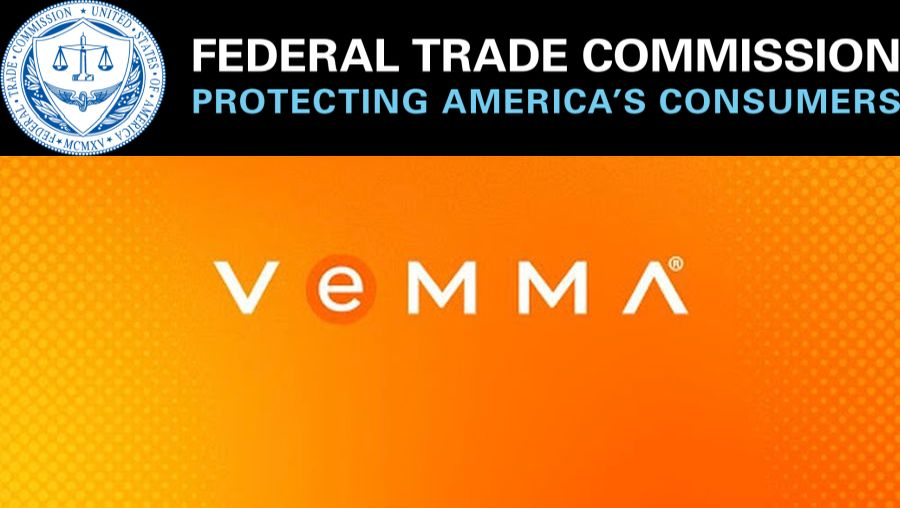 FEDERAL TRADE COMMISSION · UNITED STATES OF AMERICA
MCMXV
FEDERAL TRADE COMMISSION
PROTECTING AMERICA'S CONSUMERS
VeMMA®